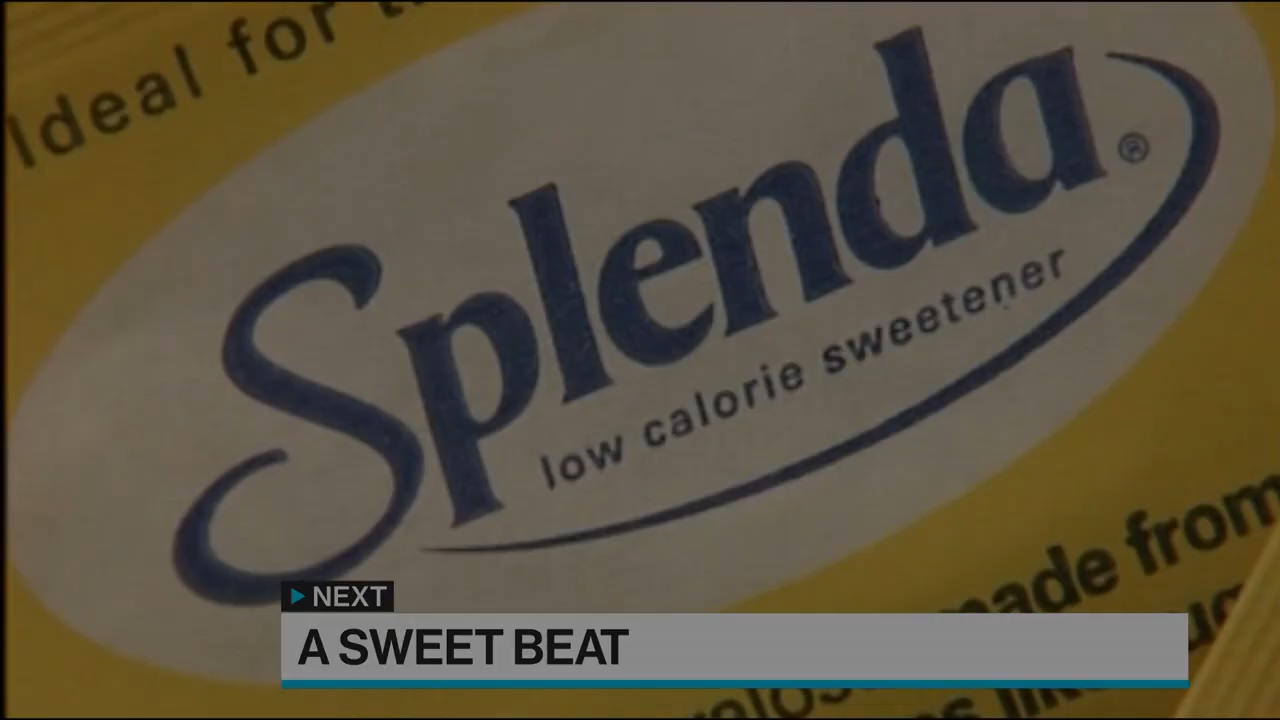 Ideal for
Splenda®
low calorie sweetener
made from
NEXT
A SWEET BEAT